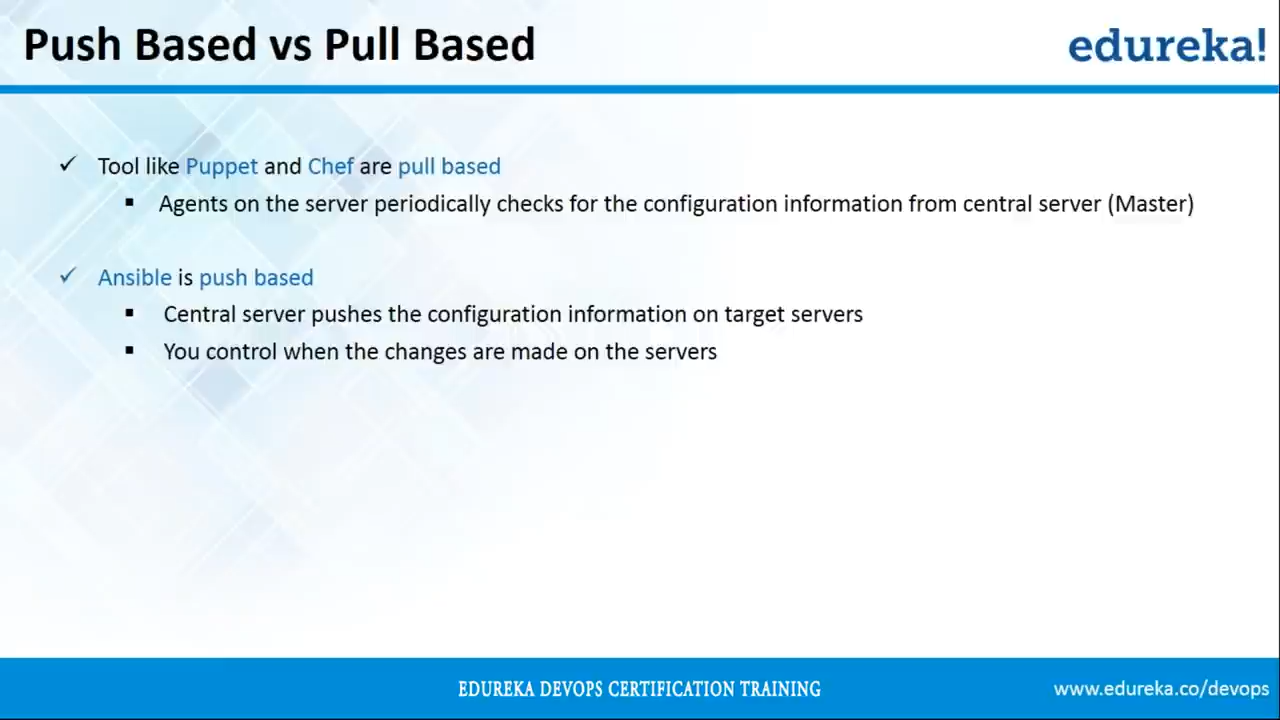 Push Based vs Pull Based
edureka!
✓ Tool like Puppet and Chef are pull based
▪ Agents on the server periodically checks for the configuration information from central server (Master)
✓ Ansible is push based
▪ Central server pushes the configuration information on target servers
▪ You control when the changes are made on the servers
EDUREKA DEVOPS CERTIFICATION TRAINING
www.edureka.co/devops